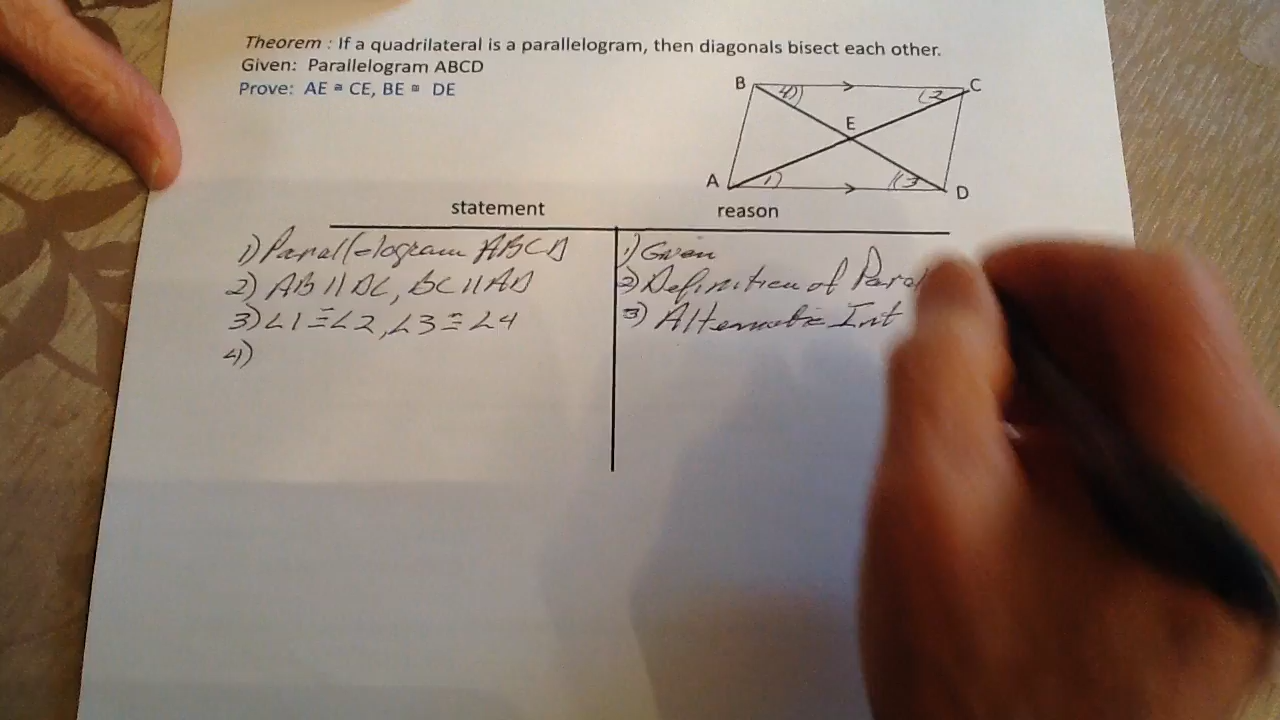 Theorem : If a quadrilateral is a parallelogram, then diagonals bisect each other.
Given: Parallelogram ABCD
Prove: AE ≅ CE, BE ≅ DE
B
4
2
C
E
A
1
3
D
statement
reason
1) Parallelogram ABCD
1) Given
2) AB || DC, BC || AD
2) Definition of Paral
3) ∠1 ≅ ∠2, ∠3 ≅ ∠4
3) Alternate Int
4)